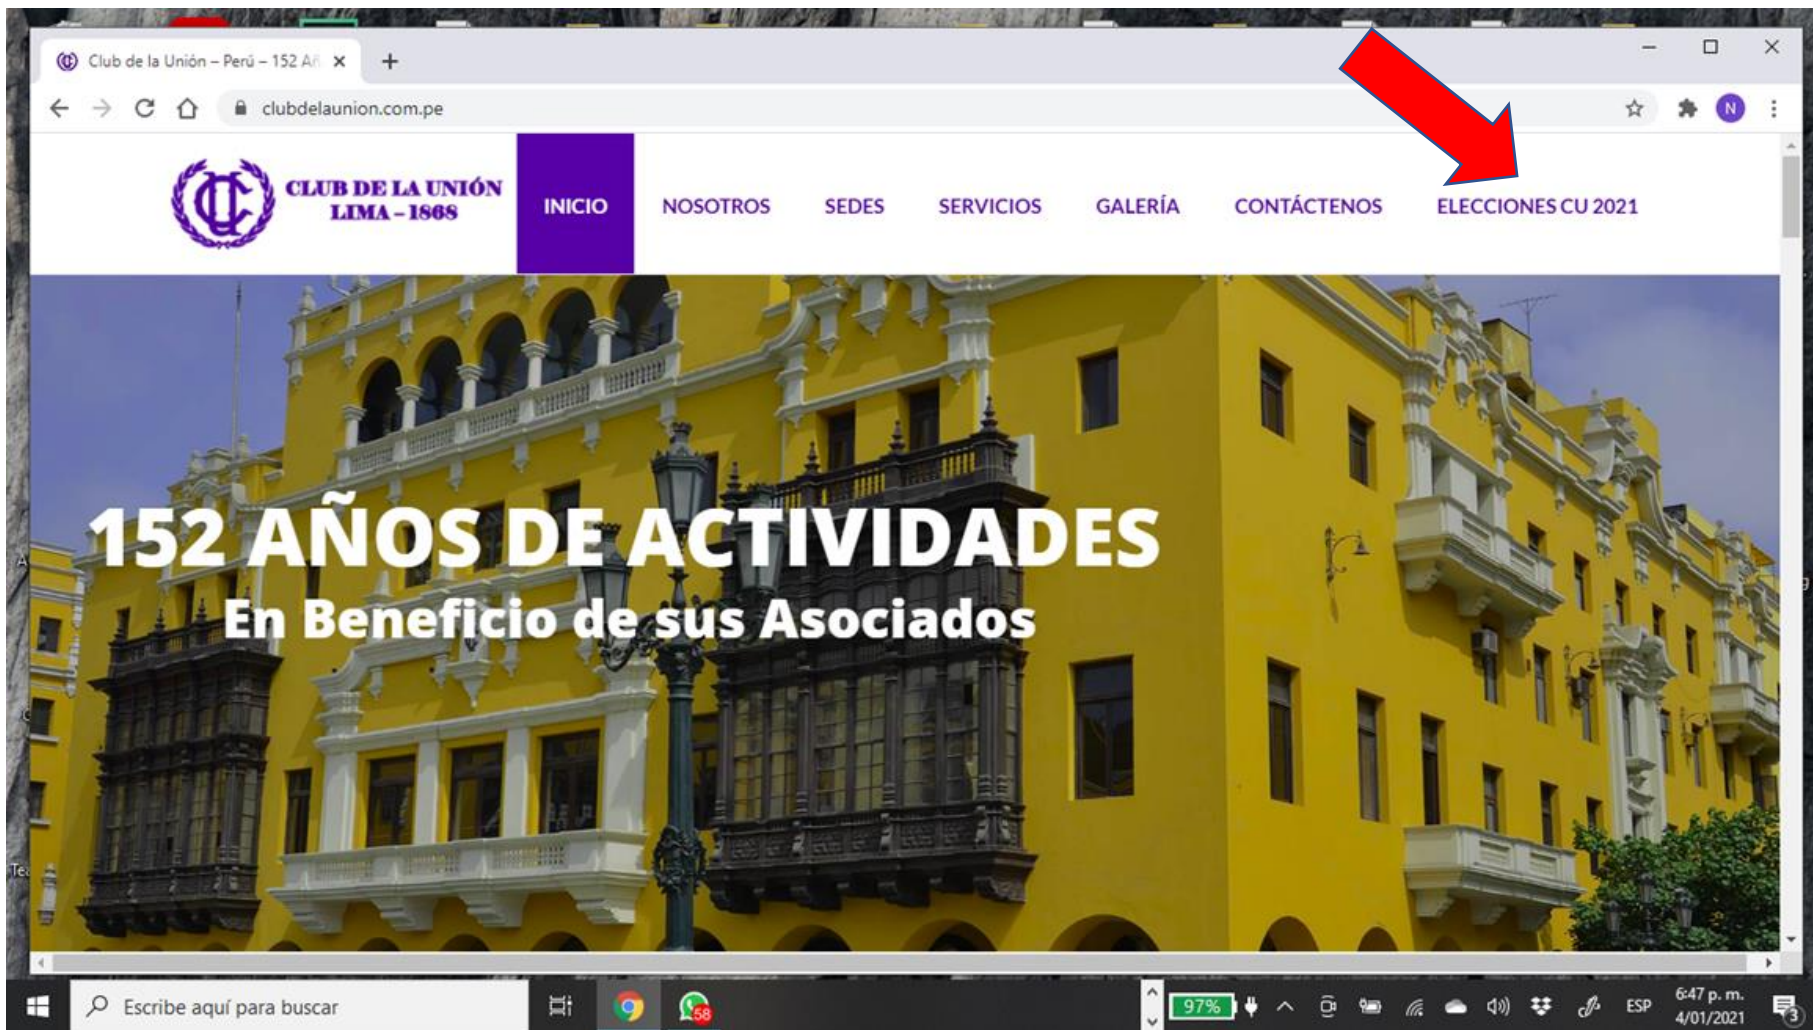 Club de la Unión – Perú – 152 Añ
clubdelaunion.com.pe
N
CLUB DE LA UNIÓN
LIMA – 1868
INICIO
NOSOTROS
SEDES
SERVICIOS
GALERÍA
CONTÁCTENOS
ELECCIONES CU 2021
152 AÑOS DE ACTIVIDADES
En Beneficio de sus Asociados
Escribe aquí para buscar
58
97%
ESP
6:47 p. m.
4/01/2021
3